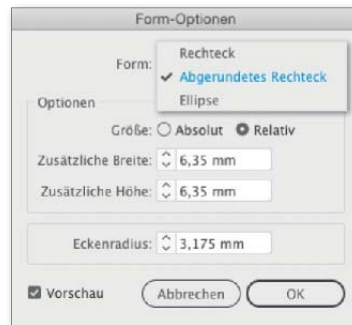 Form-Optionen
Form:
Rechteck
✓ Abgerundetes Rechteck
Ellipse
Optionen
Größe: Absolut Relativ
Zusätzliche Breite: 6,35 mm
Zusätzliche Höhe: 6,35 mm
Eckenradius: 3,175 mm
Vorschau Abbrechen OK